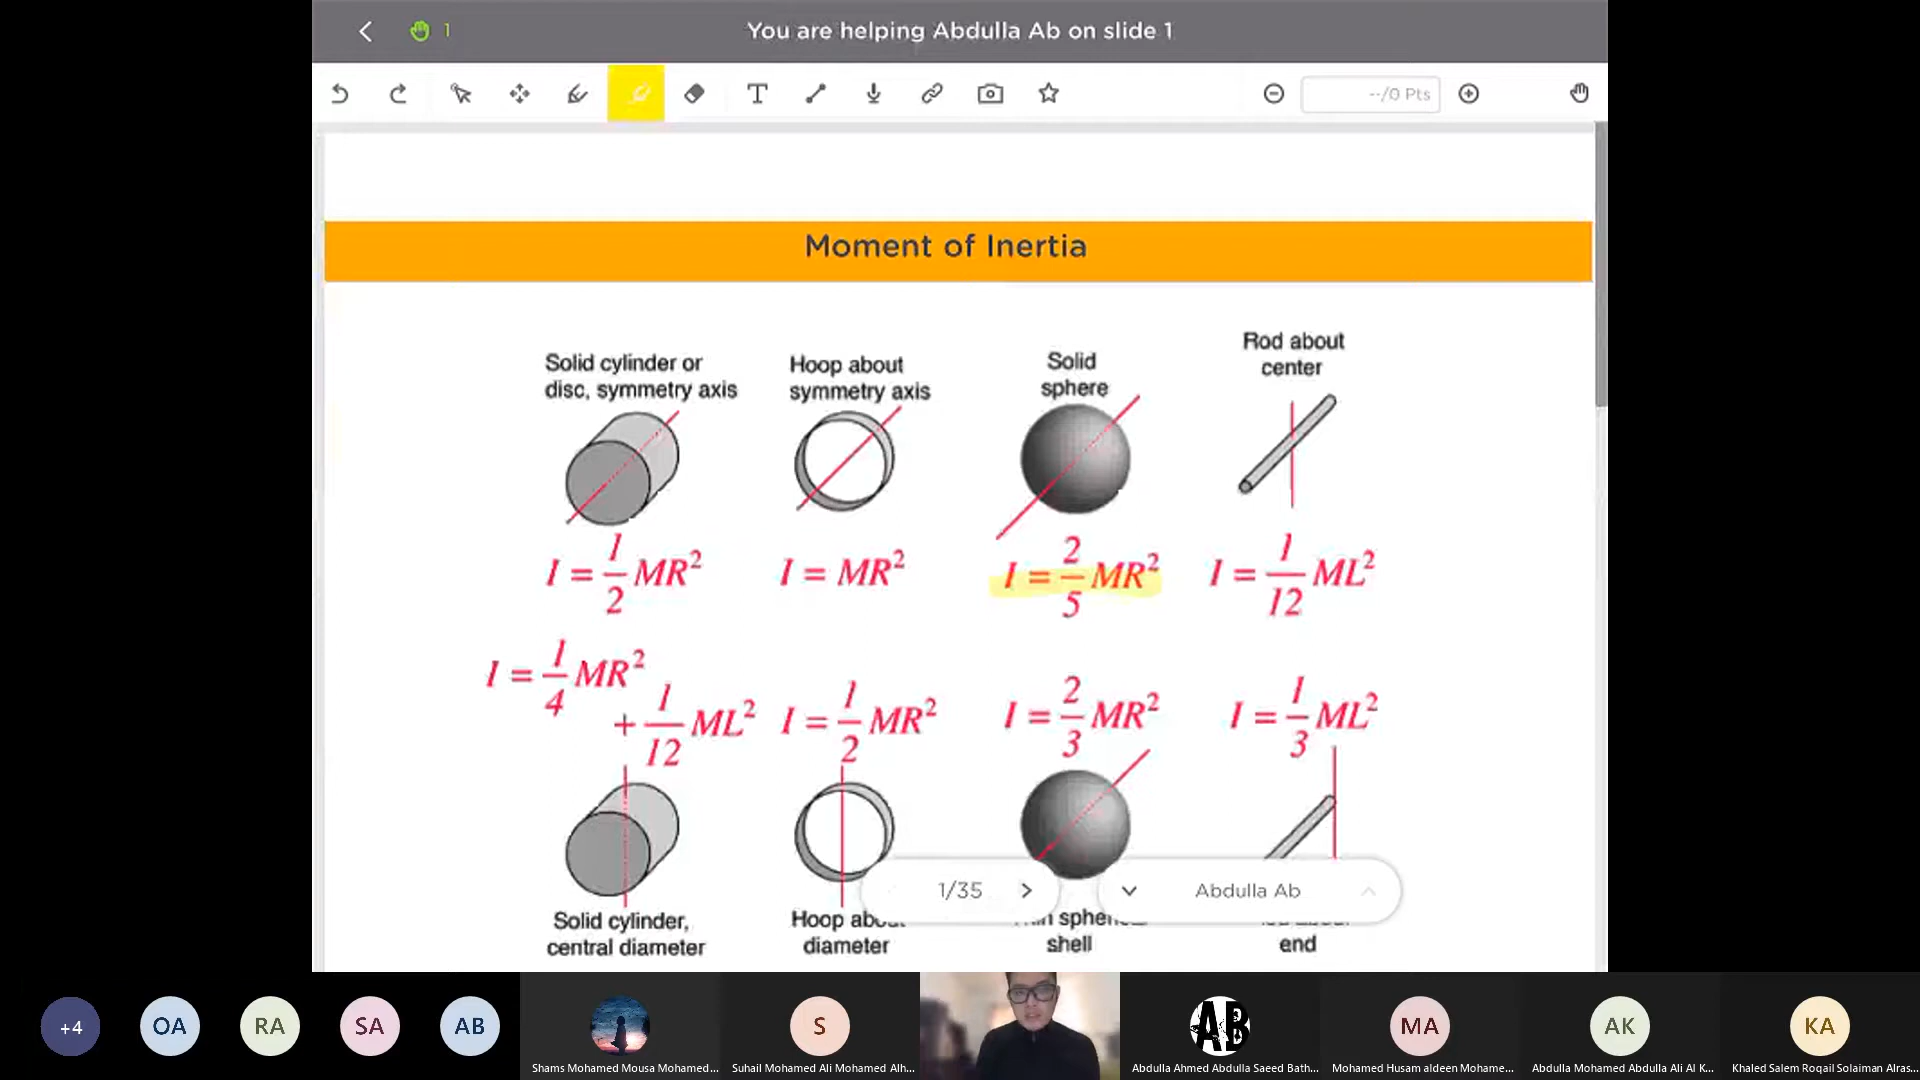 1
You are helping Abdulla Ab on slide 1
T
--/0 Pts
Moment of Inertia
Solid cylinder or
disc, symmetry axis
Hoop about
symmetry axis
Solid
sphere
Rod about
center
I = 1/2 MR²
I = MR²
I = 2/5 MR²
I = 1/12 ML²
I = 1/4 MR²
+ 1/12 ML²
I = 1/2 MR²
I = 2/3 MR²
I = 1/3 ML²
1/35
Abdulla Ab
Solid cylinder,
central diameter
Hoop about
diameter
shell
end
+4
OA
RA
SA
AB
Shams Mohamed Mousa Mohamed...
S
Suhail Mohamed Ali Mohamed Alh...
AB
Abdulla Ahmed Abdulla Saeed Bath...
MA
Mohamed Husam aldeen Mohame...
AK
Abdulla Mohamed Abdulla Ali Al K...
KA
Khaled Salem Roqail Solaiman Alras...